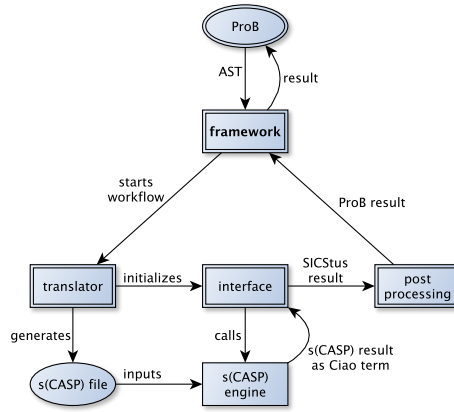 ProB
AST
result
framework
starts
workflow
ProB result
translator
initializes
interface
SICStus
result
post
processing
generates
calls
s(CASP) result
as Ciao term
s(CASP) file
inputs
s(CASP)
engine